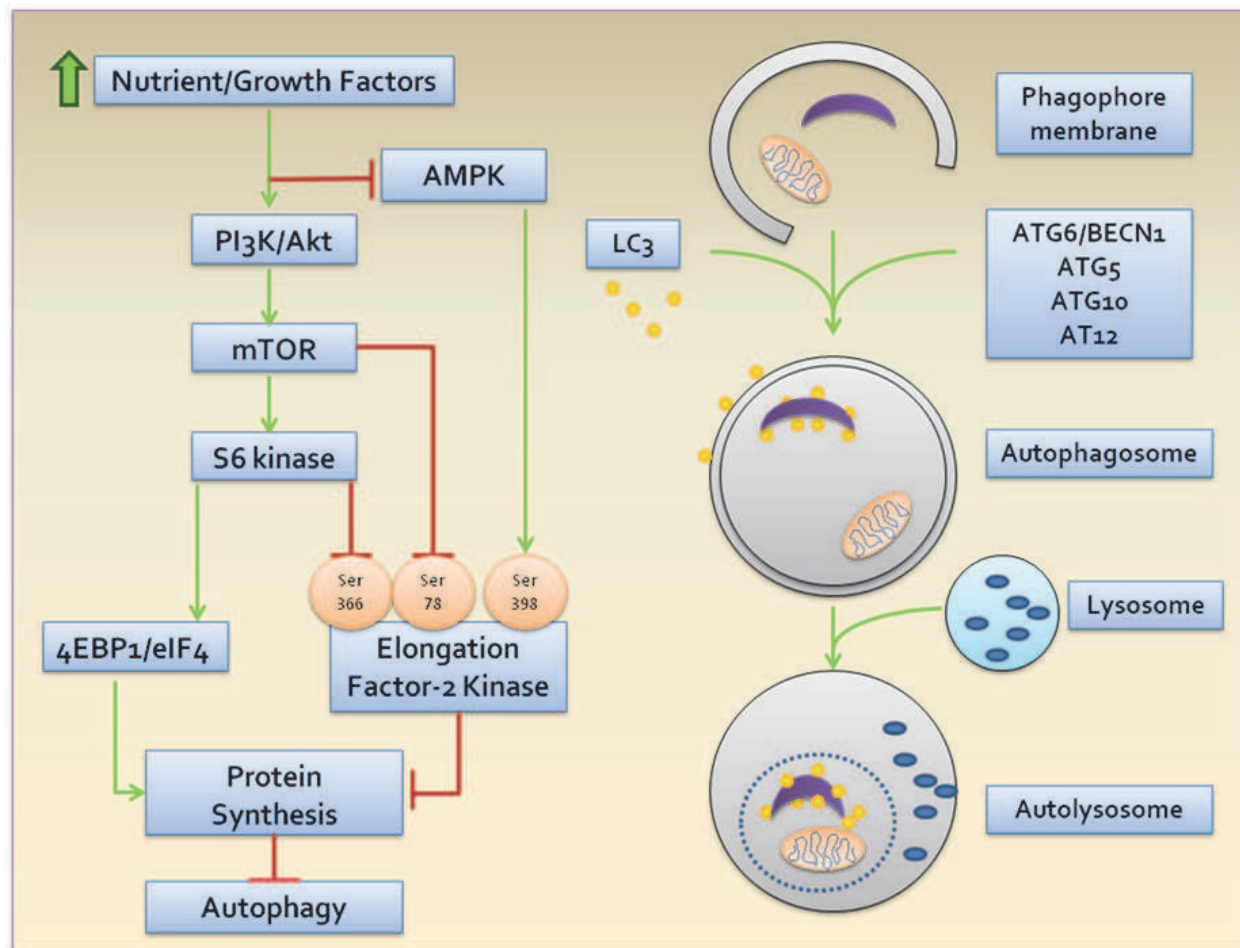 Nutrient/Growth Factors
AMPK
PI3K/Akt
mTOR
S6 kinase
Ser
366
Ser
78
Ser
398
4EBP1/eIF4
Elongation
Factor-2 Kinase
Protein
Synthesis
Autophagy
Phagophore
membrane
LC3
ATG6/BECN1
ATG5
ATG10
AT12
Autophagosome
Lysosome
Autolysosome